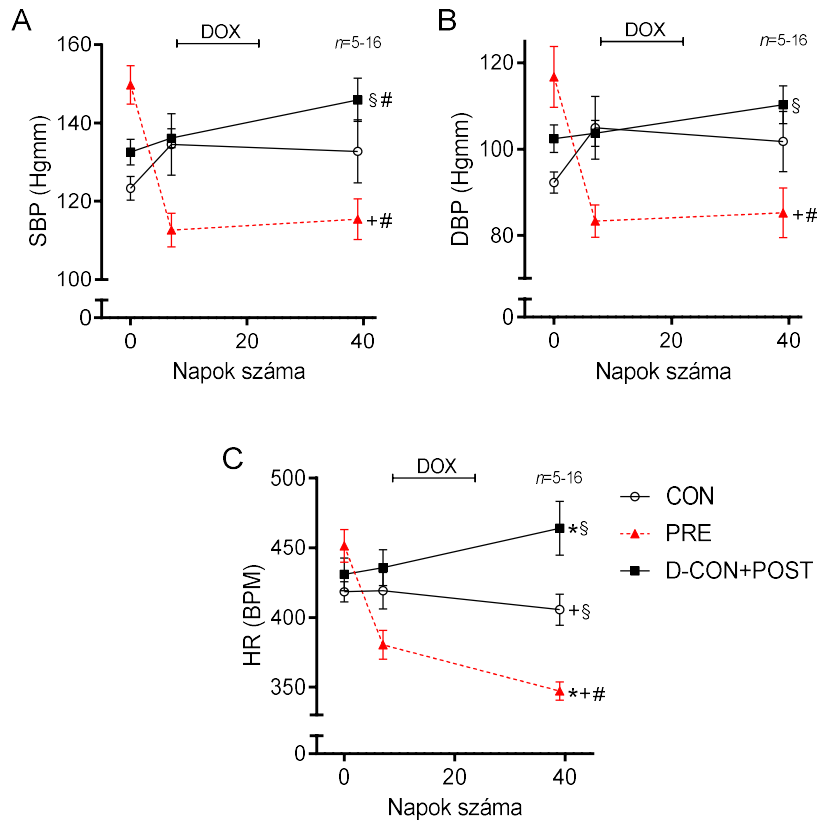 A
DOX
n=5-16
160
140
120
100
0
SBP (Hgmm)
§#
+#
0 20 40
Napok száma
B
DOX
n=5-16
120
100
80
0
DBP (Hgmm)
§
+#
0 20 40
Napok száma
C
DOX
n=5-16
500
450
400
350
0
HR (BPM)
*§
+§
*+#
0 20 40
Napok száma
CON
PRE
D-CON+POST